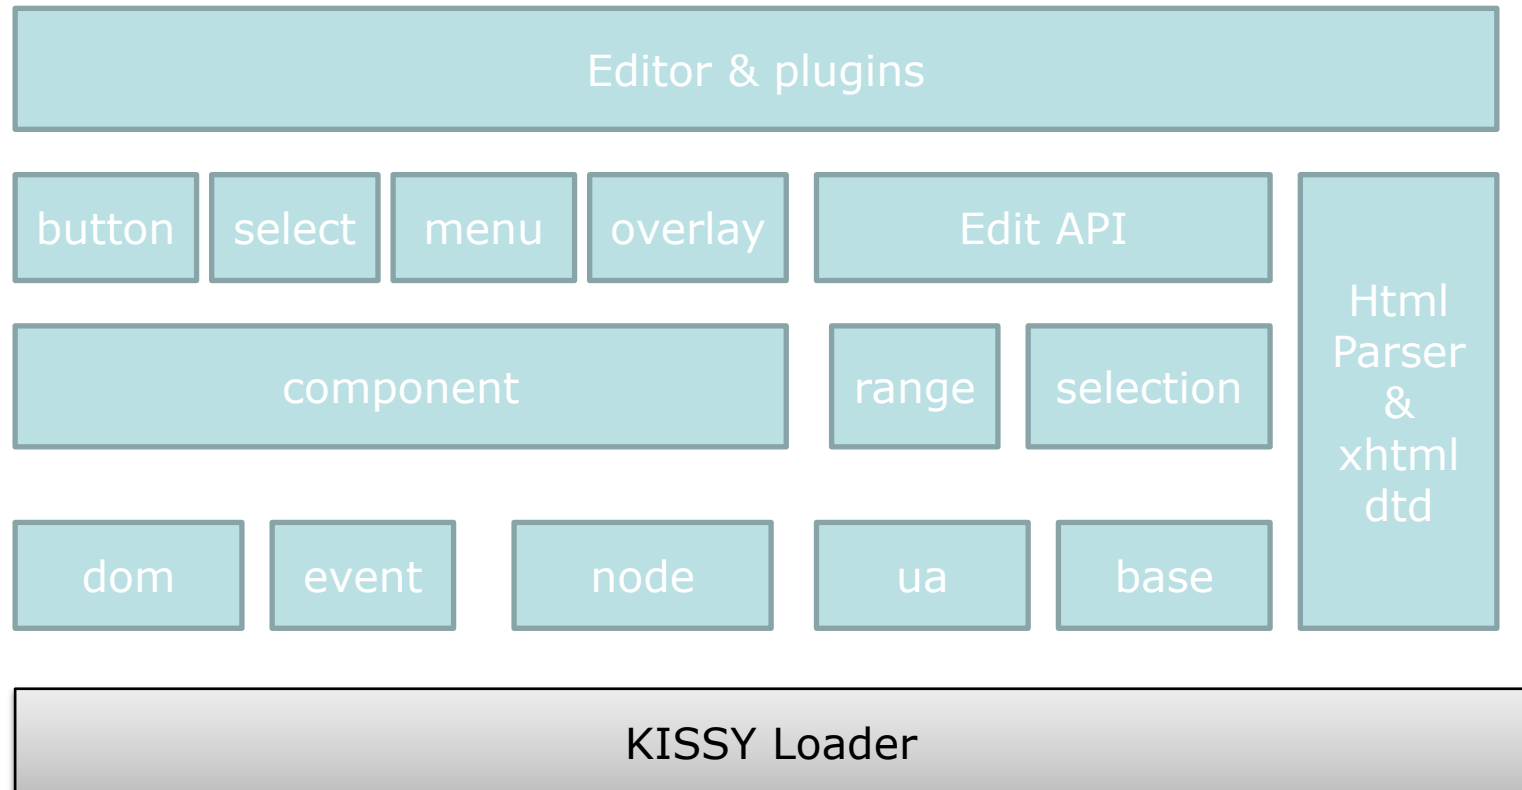 Editor & plugins
button
select
menu
overlay
Edit API
Html
Parser
&
xhtml
dtd
component
range
selection
dom
event
node
ua
base
KISSY Loader